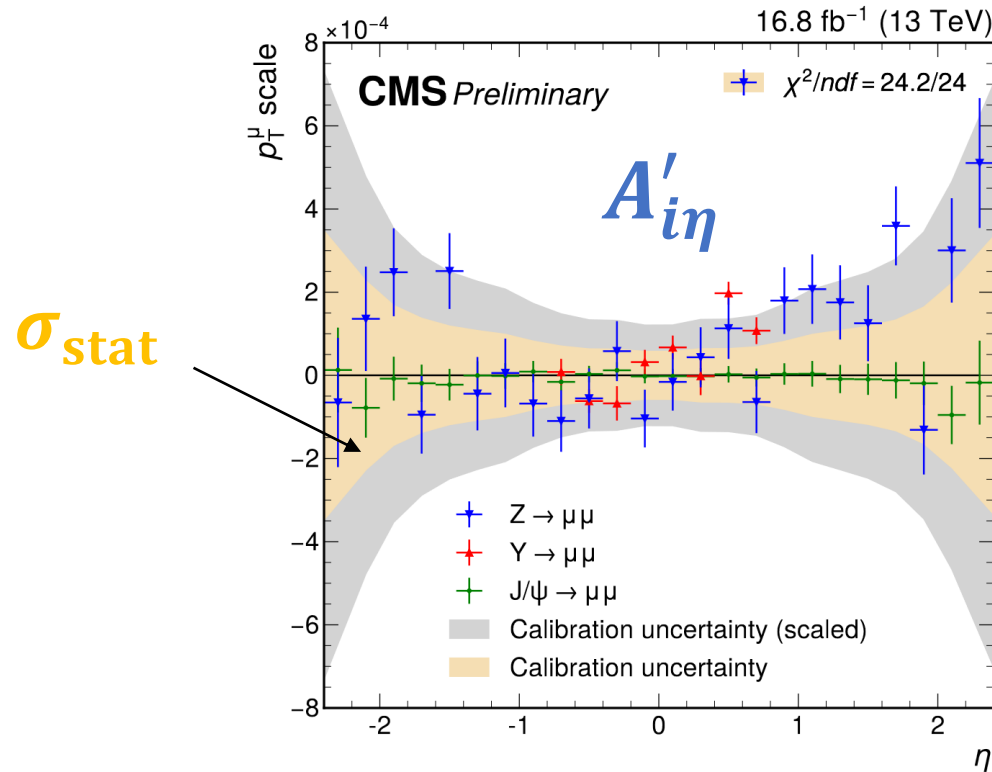 16.8 fb⁻¹ (13 TeV)
×10⁻⁴
CMS Preliminary
χ²/ndf = 24.2/24
p_T^μ scale
A′_{iη}
σ_stat
8
6
4
2
0
−2
−4
−6
−8
Z → μμ
Υ → μμ
J/ψ → μμ
Calibration uncertainty (scaled)
Calibration uncertainty
-2 -1 0 1 2
η